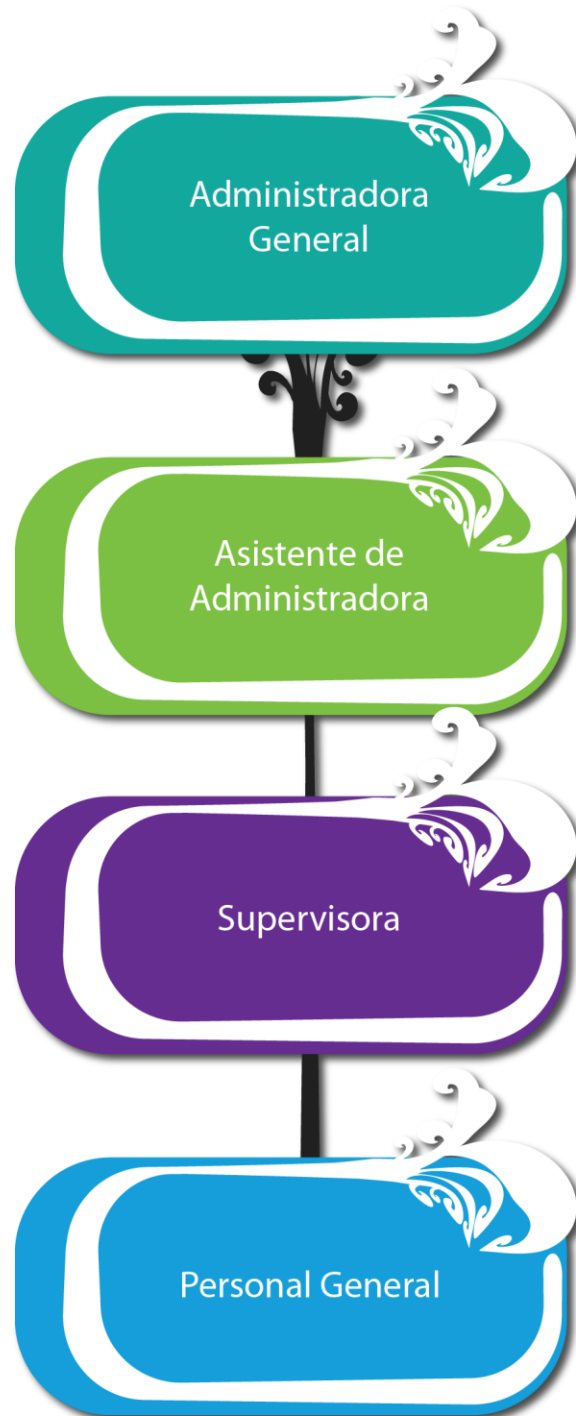 Administradora
General
Asistente de
Administradora
Supervisora
Personal General